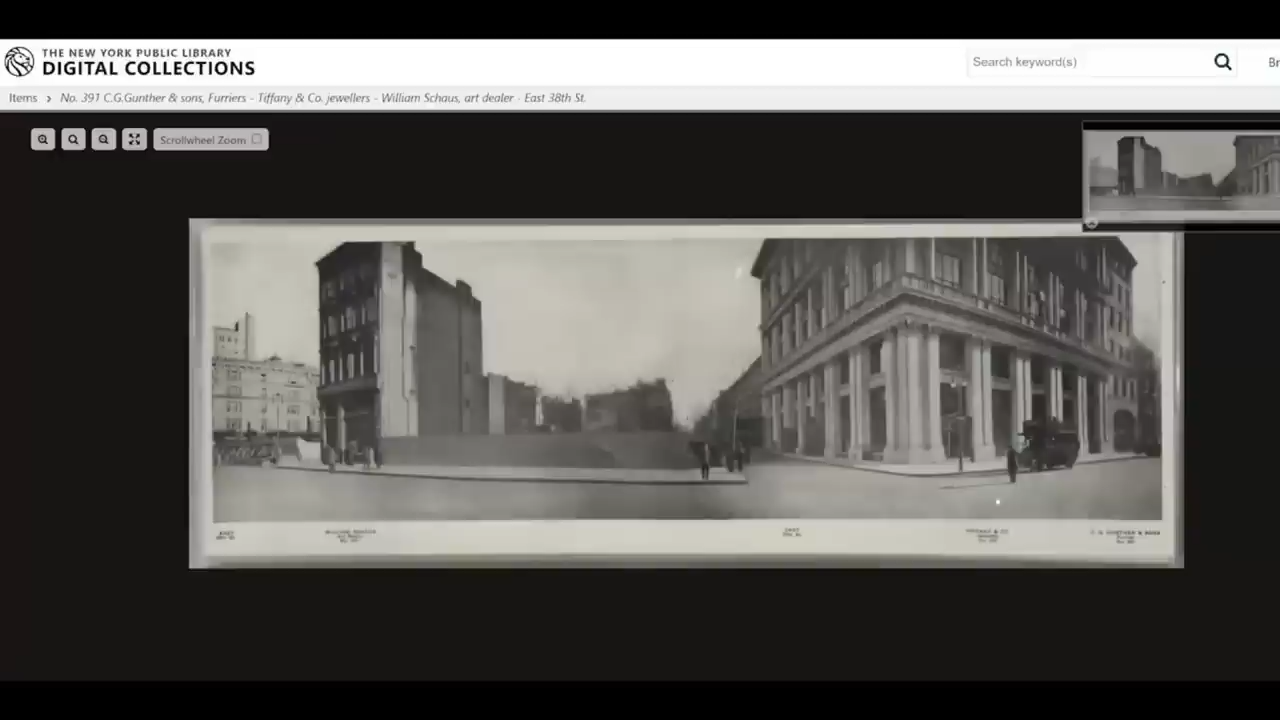 THE NEW YORK PUBLIC LIBRARY
DIGITAL COLLECTIONS
Search keyword(s)
Br
Items › No. 391 C.G.Gunther & sons, Furriers - Tiffany & Co. jewellers - William Schaus, art dealer - East 38th St.
Scrollwheel Zoom